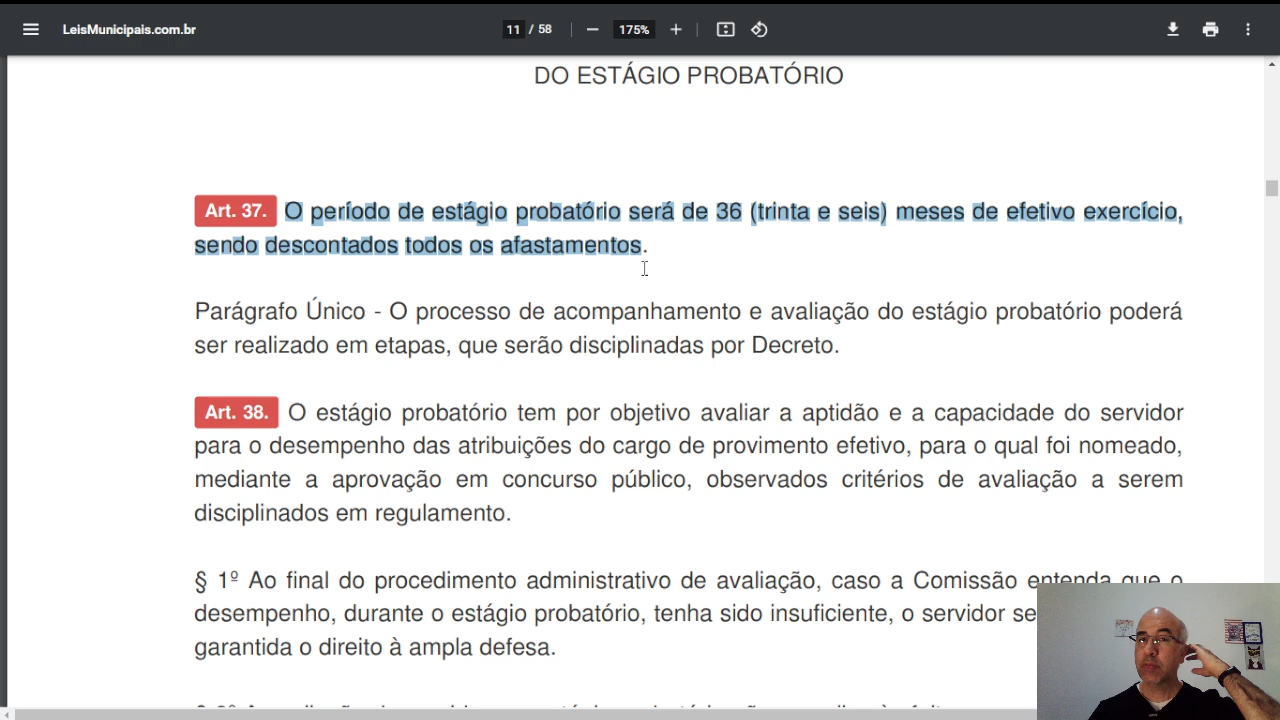 LeisMunicipais.com.br 11 / 58 175%
DO ESTÁGIO PROBATÓRIO
Art. 37. O período de estágio probatório será de 36 (trinta e seis) meses de efetivo exercício,
sendo descontados todos os afastamentos.
Parágrafo Único - O processo de acompanhamento e avaliação do estágio probatório poderá
ser realizado em etapas, que serão disciplinadas por Decreto.
Art. 38. O estágio probatório tem por objetivo avaliar a aptidão e a capacidade do servidor
para o desempenho das atribuições do cargo de provimento efetivo, para o qual foi nomeado,
mediante a aprovação em concurso público, observados critérios de avaliação a serem
disciplinados em regulamento.
§ 1º Ao final do procedimento administrativo de avaliação, caso a Comissão entenda que o
desempenho, durante o estágio probatório, tenha sido insuficiente, o servidor se
garantida o direito à ampla defesa.